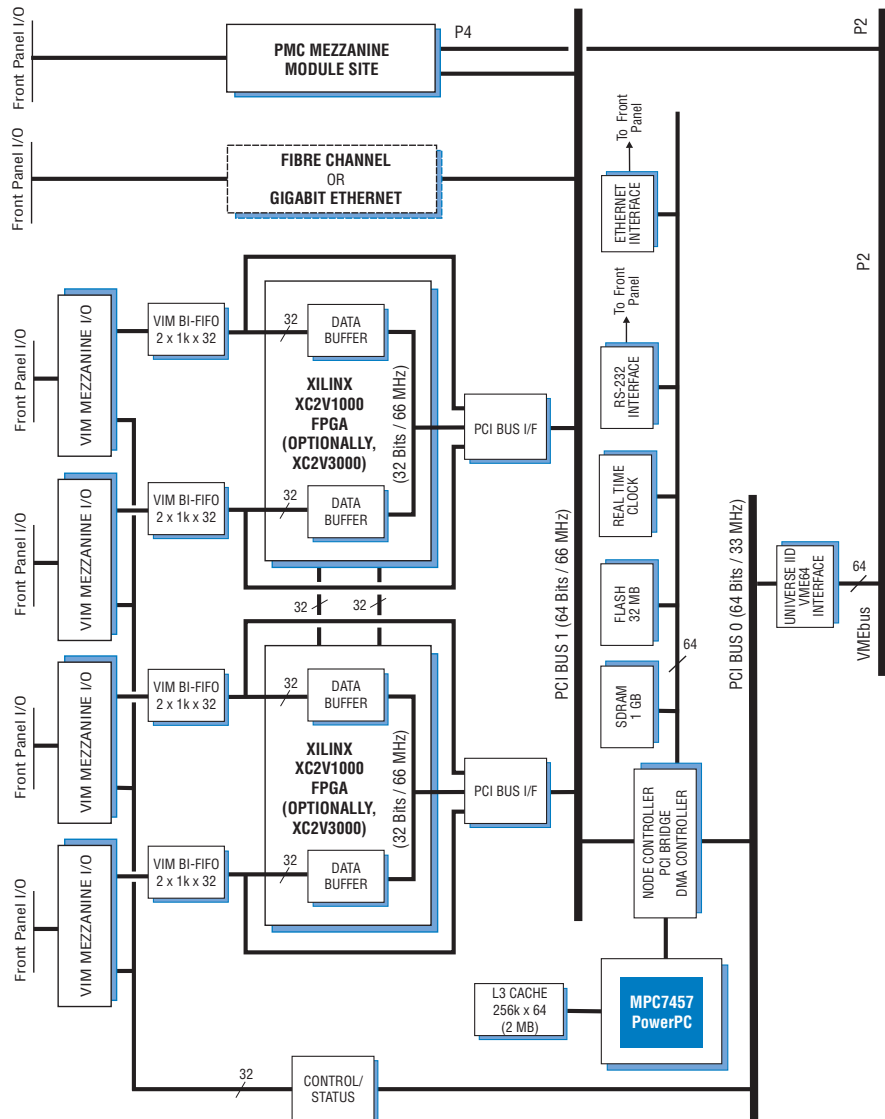 Front Panel I/O
PMC MEZZANINE
MODULE SITE
P4
P2
Front Panel I/O
FIBRE CHANNEL
OR
GIGABIT ETHERNET
To Front
Panel
ETHERNET
INTERFACE
P2
Front Panel I/O
VIM MEZZANINE I/O
VIM BI-FIFO
2 x 1k x 32
32
DATA
BUFFER
XILINX
XC2V1000
FPGA
(OPTIONALLY,
XC2V3000)
(32 Bits / 66 MHz)
PCI BUS I/F
To Front
Panel
RS-232
INTERFACE
Front Panel I/O
VIM MEZZANINE I/O
VIM BI-FIFO
2 x 1k x 32
32
DATA
BUFFER
REAL TIME
CLOCK
32
32
FLASH
32 MB
PCI BUS 1 (64 Bits / 66 MHz)
PCI BUS 0 (64 Bits / 33 MHz)
UNIVERSE IID
VME64
INTERFACE
64
VMEbus
Front Panel I/O
VIM MEZZANINE I/O
VIM BI-FIFO
2 x 1k x 32
32
DATA
BUFFER
XILINX
XC2V1000
FPGA
(OPTIONALLY,
XC2V3000)
(32 Bits / 66 MHz)
PCI BUS I/F
SDRAM
1 GB
64
Front Panel I/O
VIM MEZZANINE I/O
VIM BI-FIFO
2 x 1k x 32
32
DATA
BUFFER
NODE CONTROLLER
PCI BRIDGE
DMA CONTROLLER
L3 CACHE
256k x 64
(2 MB)
MPC7457
PowerPC
32
CONTROL/
STATUS